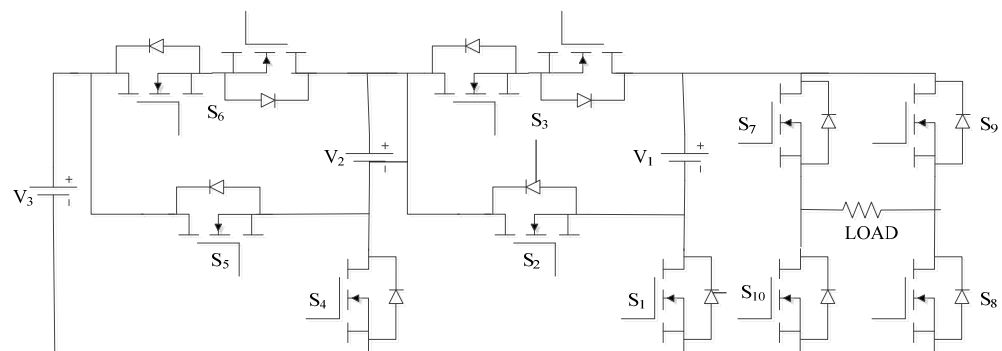 S6
S3
S7
S9
V2
+
-
V1
+
-
V3
+
-
LOAD
S5
S2
S4
S1
S10
S8